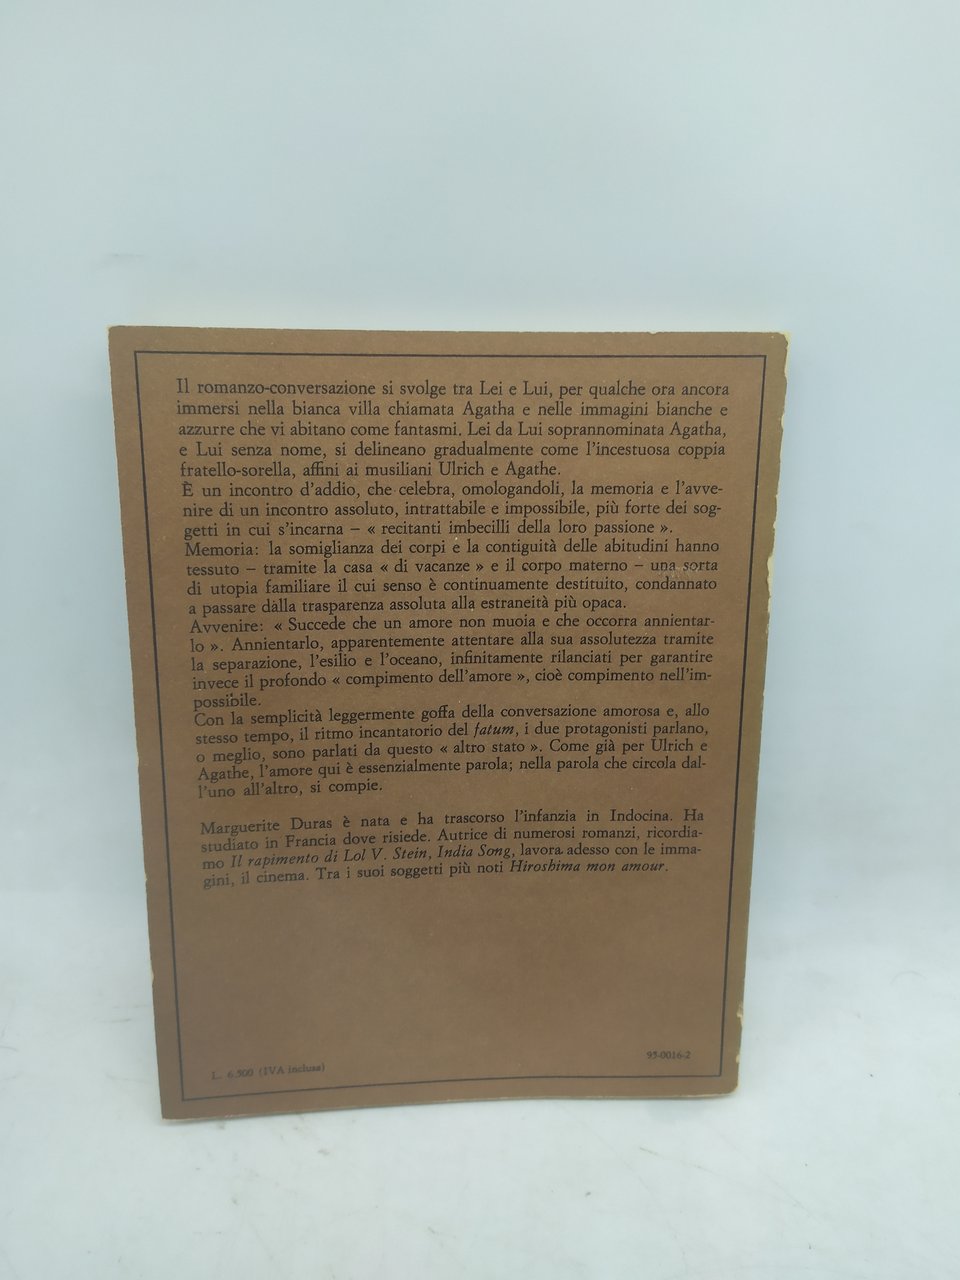 Il romanzo-conversazione si svolge tra Lei e Lui, per qualche ora ancora
immersi nella bianca villa chiamata Agatha e nelle immagini bianche e
azzurre che vi abitano come fantasmi. Lei da Lui soprannominata Agatha,
e Lui senza nome, si delineano gradualmente come l'incestuosa coppia
fratello-sorella, affini ai musiliani Ulrich e Agathe.
È un incontro d'addio, che celebra, omologandoli, la memoria e l'avve-
nire di un incontro assoluto, intrattabile e impossibile, più forte dei sog-
getti in cui s'incarna – « recitanti imbecilli della loro passione ».
Memoria: la somiglianza dei corpi e la contiguità delle abitudini hanno
tessuto – tramite la casa « di vacanze » e il corpo materno – una sorta
di utopia familiare il cui senso è continuamente destituito, condannato
a passare dalla trasparenza assoluta alla estraneità più opaca.
Avvenire: « Succede che un amore non muoia e che occorra annientar-
lo ». Annientarlo, apparentemente attentare alla sua assolutezza tramite
la separazione, l'esilio e l'oceano, infinitamente rilanciati per garantire
invece il profondo « compimento dell'amore », cioè compimento nell'im-
possibile.
Con la semplicità leggermente goffa della conversazione amorosa e, allo
stesso tempo, il ritmo incantatorio del fatum, i due protagonisti parlano,
o meglio, sono parlati da questo « altro stato ». Come già per Ulrich e
Agathe, l'amore qui è essenzialmente parola; nella parola che circola dal-
l'uno all'altro, si compie.
Marguerite Duras è nata e ha trascorso l'infanzia in Indocina. Ha
studiato in Francia dove risiede. Autrice di numerosi romanzi, ricordia-
mo Il rapimento di Lol V. Stein, India Song, lavora adesso con le imma-
gini, il cinema. Tra i suoi soggetti più noti Hiroshima mon amour.
L. 6.500 (IVA inclusa)
95-0016-2